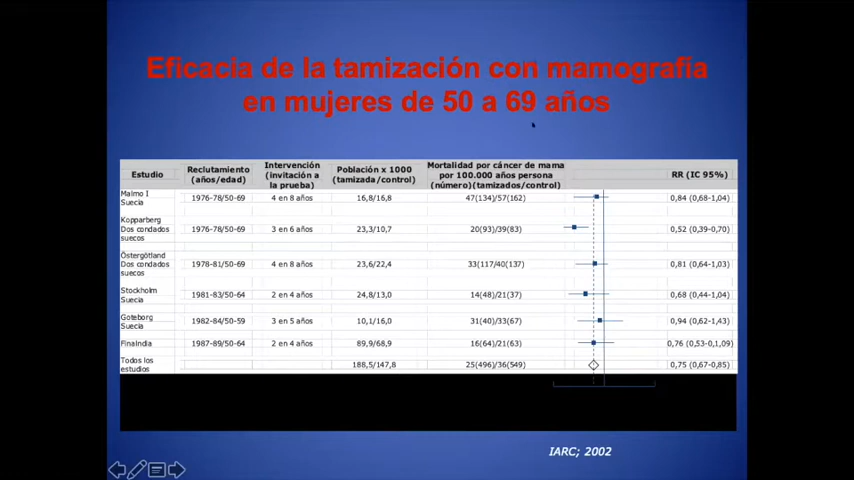 Eficacia de la tamización con mamografía
en mujeres de 50 a 69 años
Estudio
Reclutamiento
(años/edad)
Intervención
(invitación a
la prueba)
Población x 1000
(tamizada/control)
Mortalidad por cáncer de mama
por 100.000 años persona
(número)(tamizados/control)
RR (IC 95%)
Malmo I
Suecia
1976-78/50-69
4 en 8 años
16,8/16,8
47(134)/57(162)
0,84 (0,68-1,04)
Kopparberg
Dos condados
suecos
1976-78/50-69
3 en 6 años
23,3/10,7
20(93)/39(83)
0,52 (0,39-0,70)
Östergötland
Dos condados
suecos
1978-81/50-69
4 en 8 años
23,6/22,4
33(117/40(137)
0,81 (0,64-1,03)
Stockholm
Suecia
1981-83/50-64
2 en 4 años
24,8/13,0
14(48)/21(37)
0,68 (0,44-1,04)
Goteborg
Suecia
1982-84/50-59
3 en 5 años
10,1/16,0
31(40)/33(67)
0,94 (0,62-1,43)
Finalndia
1987-89/50-64
2 en 4 años
89,9/68,9
16(64)/21(63)
0,76 (0,53-0,1,09)
Todos los
estudios
188,5/147,8
25(496)/36(549)
0,75 (0,67-0,85)
IARC; 2002